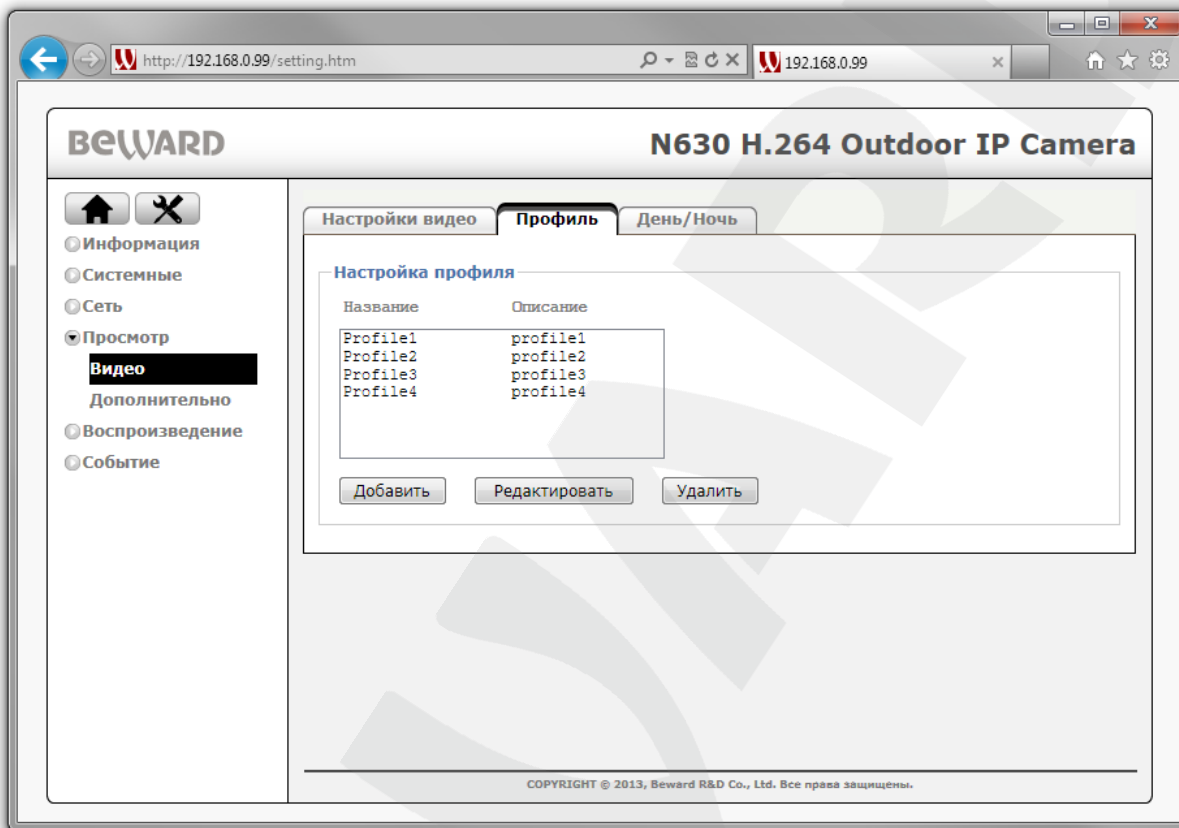 http://192.168.0.99/setting.htm
192.168.0.99
BEWARD
N630 H.264 Outdoor IP Camera
Информация
Системные
Сеть
Просмотр
Видео
Дополнительно
Воспроизведение
Событие
Настройки видео
Профиль
День/Ночь
Настройка профиля
Название Описание
Profile1 profile1
Profile2 profile2
Profile3 profile3
Profile4 profile4
Добавить Редактировать Удалить
COPYRIGHT © 2013, Beward R&D Co., Ltd. Все права защищены.